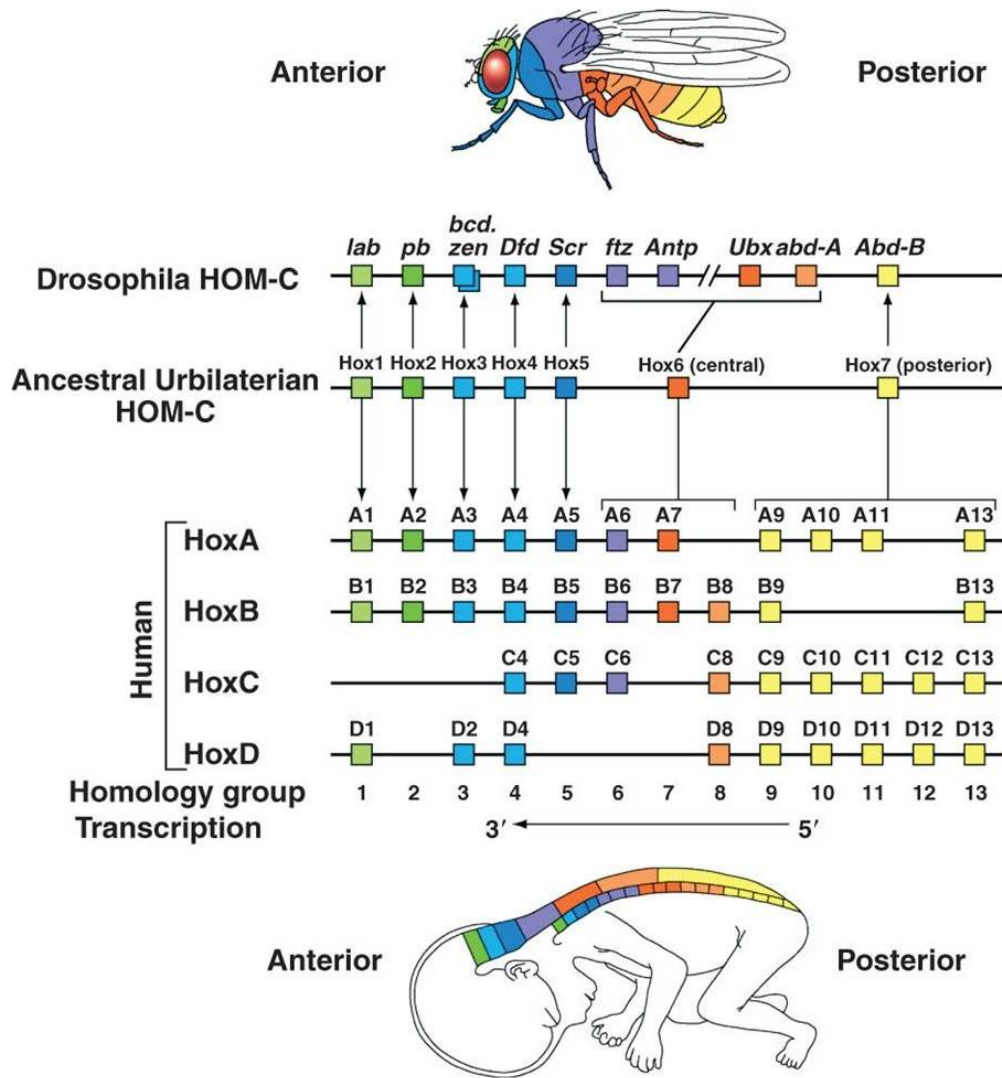 Anterior
Posterior
lab pb bcd. zen Dfd Scr ftz Antp Ubx abd-A Abd-B
Drosophila HOM-C
Hox1 Hox2 Hox3 Hox4 Hox5 Hox6 (central) Hox7 (posterior)
Ancestral Urbilaterian
HOM-C
A1 A2 A3 A4 A5 A6 A7 A9 A10 A11 A13
HoxA
B1 B2 B3 B4 B5 B6 B7 B8 B9 B13
HoxB
Human
C4 C5 C6 C8 C9 C10 C11 C12 C13
HoxC
D1 D2 D4 D8 D9 D10 D11 D12 D13
HoxD
Homology group 1 2 3 4 5 6 7 8 9 10 11 12 13
Transcription 3′ 5′
Anterior
Posterior